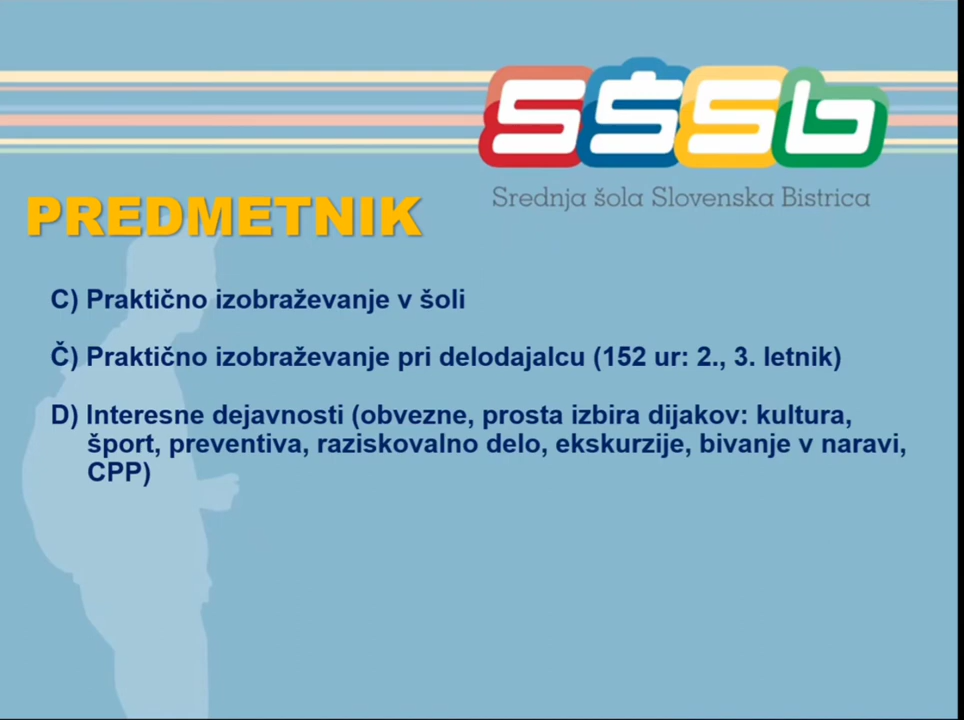 SŠSb
Srednja šola Slovenska Bistrica
PREDMETNIK
C) Praktično izobraževanje v šoli
Č) Praktično izobraževanje pri delodajalcu (152 ur: 2., 3. letnik)
D) Interesne dejavnosti (obvezne, prosta izbira dijakov: kultura,
šport, preventiva, raziskovalno delo, ekskurzije, bivanje v naravi,
CPP)